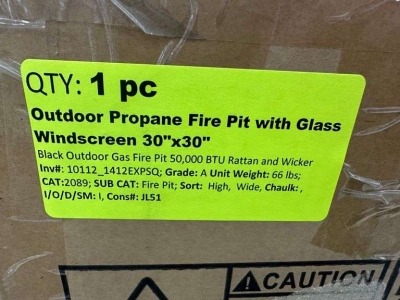 QTY: 1 pc
Outdoor Propane Fire Pit with Glass
Windscreen 30"x30"
Black Outdoor Gas Fire Pit 50,000 BTU Rattan and Wicker
Inv#: 10112_1412EXPSQ; Grade: A Unit Weight: 66 lbs;
CAT:2089; SUB CAT: Fire Pit; Sort: High, Wide, Chaulk: ,
I/O/D/SM: I, Cons#: JL51
CAUTION